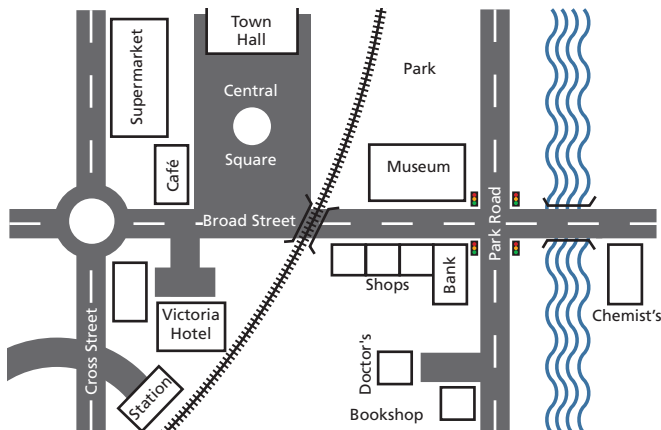 Town
Hall
Supermarket
Central
Square
Park
Café
Museum
Broad Street
Park Road
Shops
Bank
Chemist's
Victoria
Hotel
Cross Street
Station
Doctor's
Bookshop